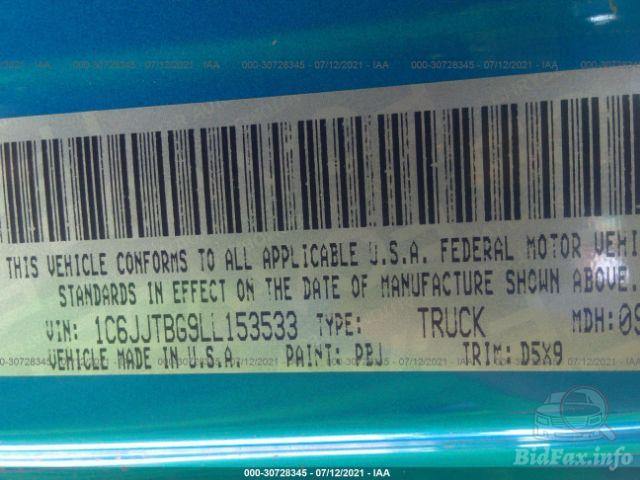 000-30728345 - 07/12/2021 - IAA
THIS VEHICLE CONFORMS TO ALL APPLICABLE U.S.A. FEDERAL MOTOR VEHI
STANDARDS IN EFFECT ON THE DATE OF MANUFACTURE SHOWN ABOVE.
VIN: 1C6JJTBG9LL153533 TYPE: TRUCK MDH: 09
VEHICLE MADE IN U.S.A. PAINT: PBJ TRIM: D5X9
BidFax.info
000-30728345 - 07/12/2021 - IAA